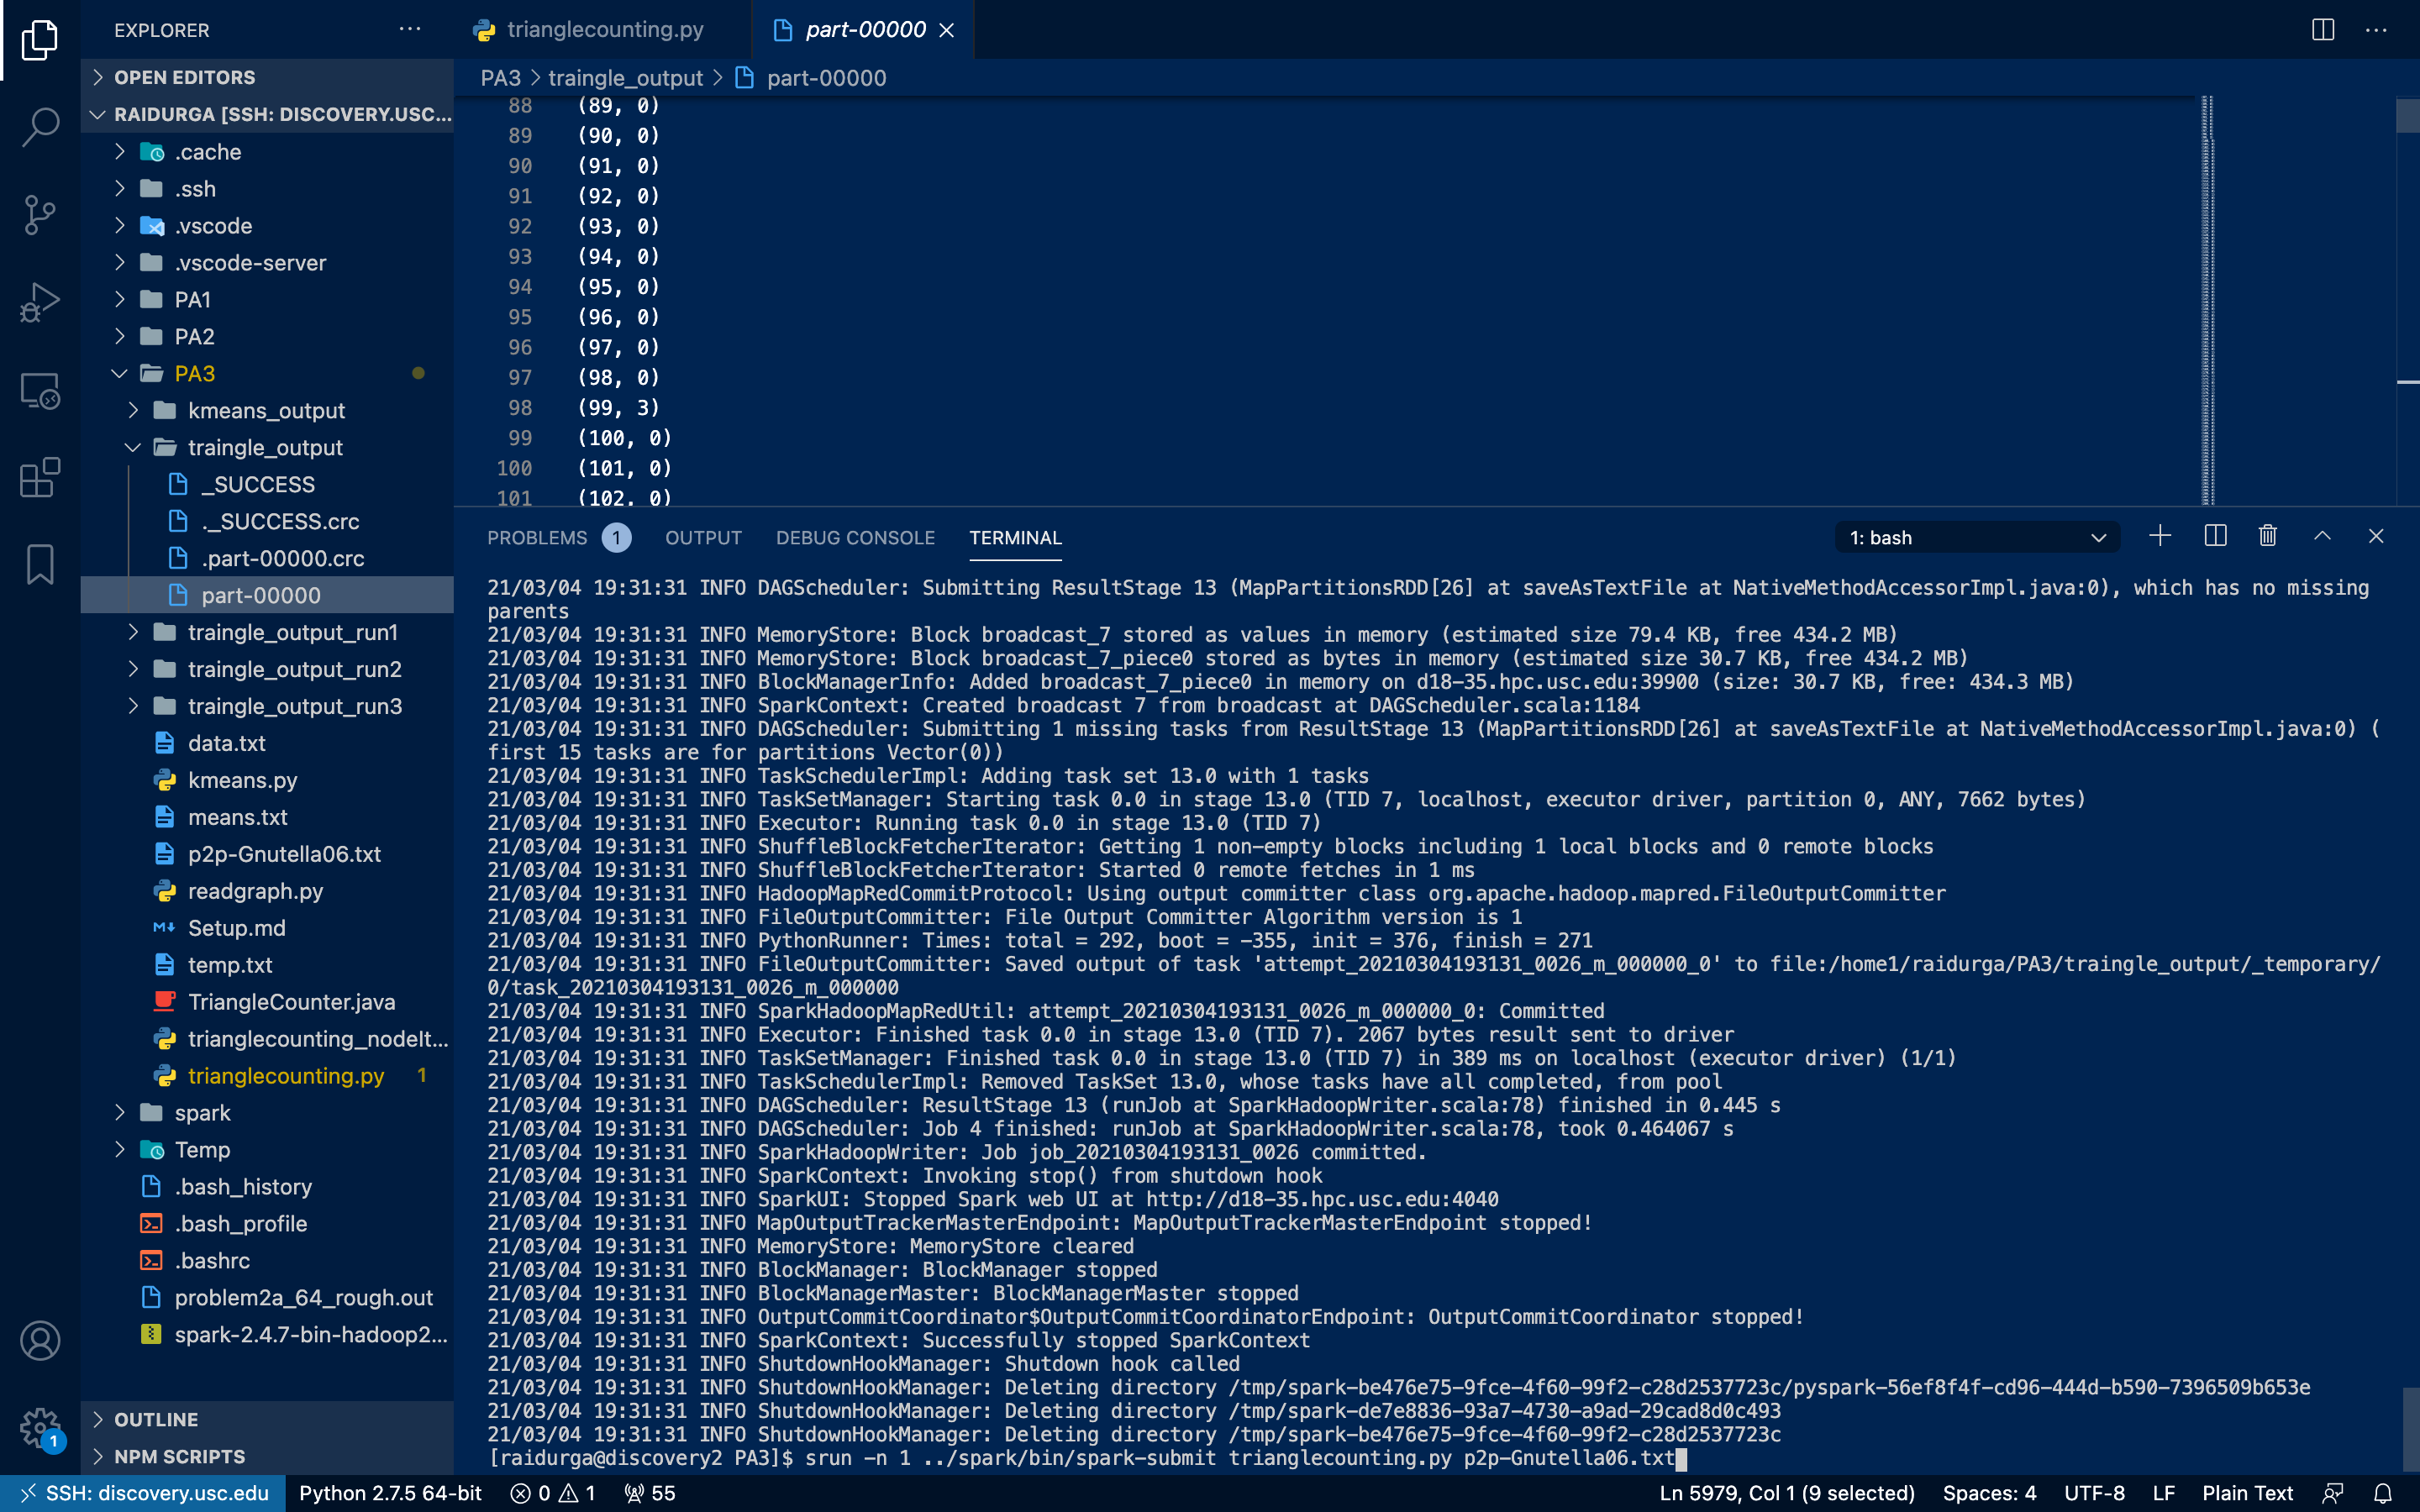 EXPLORER
···
trianglecounting.py
part-00000
···
OPEN EDITORS
RAIDURGA [SSH: DISCOVERY.USC...
.cache
.ssh
.vscode
.vscode-server
PA1
PA2
PA3
kmeans_output
traingle_output
_SUCCESS
._SUCCESS.crc
.part-00000.crc
part-00000
traingle_output_run1
traingle_output_run2
traingle_output_run3
data.txt
kmeans.py
means.txt
p2p-Gnutella06.txt
readgraph.py
Setup.md
temp.txt
TriangleCounter.java
trianglecounting_nodeIt...
trianglecounting.py 1
spark
Temp
.bash_history
.bash_profile
.bashrc
problem2a_64_rough.out
spark-2.4.7-bin-hadoop2...
OUTLINE
NPM SCRIPTS
1
PA3 > traingle_output > part-00000
88 (89, 0)
89 (90, 0)
90 (91, 0)
91 (92, 0)
92 (93, 0)
93 (94, 0)
94 (95, 0)
95 (96, 0)
96 (97, 0)
97 (98, 0)
98 (99, 3)
99 (100, 0)
100 (101, 0)
101 (102, 0)
PROBLEMS 1 OUTPUT DEBUG CONSOLE TERMINAL 1: bash
21/03/04 19:31:31 INFO DAGScheduler: Submitting ResultStage 13 (MapPartitionsRDD[26] at saveAsTextFile at NativeMethodAccessorImpl.java:0), which has no missing
parents
21/03/04 19:31:31 INFO MemoryStore: Block broadcast_7 stored as values in memory (estimated size 79.4 KB, free 434.2 MB)
21/03/04 19:31:31 INFO MemoryStore: Block broadcast_7_piece0 stored as bytes in memory (estimated size 30.7 KB, free 434.2 MB)
21/03/04 19:31:31 INFO BlockManagerInfo: Added broadcast_7_piece0 in memory on d18-35.hpc.usc.edu:39900 (size: 30.7 KB, free: 434.3 MB)
21/03/04 19:31:31 INFO SparkContext: Created broadcast 7 from broadcast at DAGScheduler.scala:1184
21/03/04 19:31:31 INFO DAGScheduler: Submitting 1 missing tasks from ResultStage 13 (MapPartitionsRDD[26] at saveAsTextFile at NativeMethodAccessorImpl.java:0) (
first 15 tasks are for partitions Vector(0))
21/03/04 19:31:31 INFO TaskSchedulerImpl: Adding task set 13.0 with 1 tasks
21/03/04 19:31:31 INFO TaskSetManager: Starting task 0.0 in stage 13.0 (TID 7, localhost, executor driver, partition 0, ANY, 7662 bytes)
21/03/04 19:31:31 INFO Executor: Running task 0.0 in stage 13.0 (TID 7)
21/03/04 19:31:31 INFO ShuffleBlockFetcherIterator: Getting 1 non-empty blocks including 1 local blocks and 0 remote blocks
21/03/04 19:31:31 INFO ShuffleBlockFetcherIterator: Started 0 remote fetches in 1 ms
21/03/04 19:31:31 INFO HadoopMapRedCommitProtocol: Using output committer class org.apache.hadoop.mapred.FileOutputCommitter
21/03/04 19:31:31 INFO FileOutputCommitter: File Output Committer Algorithm version is 1
21/03/04 19:31:31 INFO PythonRunner: Times: total = 292, boot = -355, init = 376, finish = 271
21/03/04 19:31:31 INFO FileOutputCommitter: Saved output of task 'attempt_20210304193131_0026_m_000000_0' to file:/home1/raidurga/PA3/traingle_output/_temporary/
0/task_20210304193131_0026_m_000000
21/03/04 19:31:31 INFO SparkHadoopMapRedUtil: attempt_20210304193131_0026_m_000000_0: Committed
21/03/04 19:31:31 INFO Executor: Finished task 0.0 in stage 13.0 (TID 7). 2067 bytes result sent to driver
21/03/04 19:31:31 INFO TaskSetManager: Finished task 0.0 in stage 13.0 (TID 7) in 389 ms on localhost (executor driver) (1/1)
21/03/04 19:31:31 INFO TaskSchedulerImpl: Removed TaskSet 13.0, whose tasks have all completed, from pool
21/03/04 19:31:31 INFO DAGScheduler: ResultStage 13 (runJob at SparkHadoopWriter.scala:78) finished in 0.445 s
21/03/04 19:31:31 INFO DAGScheduler: Job 4 finished: runJob at SparkHadoopWriter.scala:78, took 0.464067 s
21/03/04 19:31:31 INFO SparkHadoopWriter: Job job_20210304193131_0026 committed.
21/03/04 19:31:31 INFO SparkContext: Invoking stop() from shutdown hook
21/03/04 19:31:31 INFO SparkUI: Stopped Spark web UI at http://d18-35.hpc.usc.edu:4040
21/03/04 19:31:31 INFO MapOutputTrackerMasterEndpoint: MapOutputTrackerMasterEndpoint stopped!
21/03/04 19:31:31 INFO MemoryStore: MemoryStore cleared
21/03/04 19:31:31 INFO BlockManager: BlockManager stopped
21/03/04 19:31:31 INFO BlockManagerMaster: BlockManagerMaster stopped
21/03/04 19:31:31 INFO OutputCommitCoordinator$OutputCommitCoordinatorEndpoint: OutputCommitCoordinator stopped!
21/03/04 19:31:31 INFO SparkContext: Successfully stopped SparkContext
21/03/04 19:31:31 INFO ShutdownHookManager: Shutdown hook called
21/03/04 19:31:31 INFO ShutdownHookManager: Deleting directory /tmp/spark-be476e75-9fce-4f60-99f2-c28d2537723c/pyspark-56ef8f4f-cd96-444d-b590-7396509b653e
21/03/04 19:31:31 INFO ShutdownHookManager: Deleting directory /tmp/spark-de7e8836-93a7-4730-a9ad-29cad8d0c493
21/03/04 19:31:31 INFO ShutdownHookManager: Deleting directory /tmp/spark-be476e75-9fce-4f60-99f2-c28d2537723c
[raidurga@discovery2 PA3]$ srun -n 1 ../spark/bin/spark-submit trianglecounting.py p2p-Gnutella06.txt
SSH: discovery.usc.edu Python 2.7.5 64-bit 0 1 55 Ln 5979, Col 1 (9 selected) Spaces: 4 UTF-8 LF Plain Text